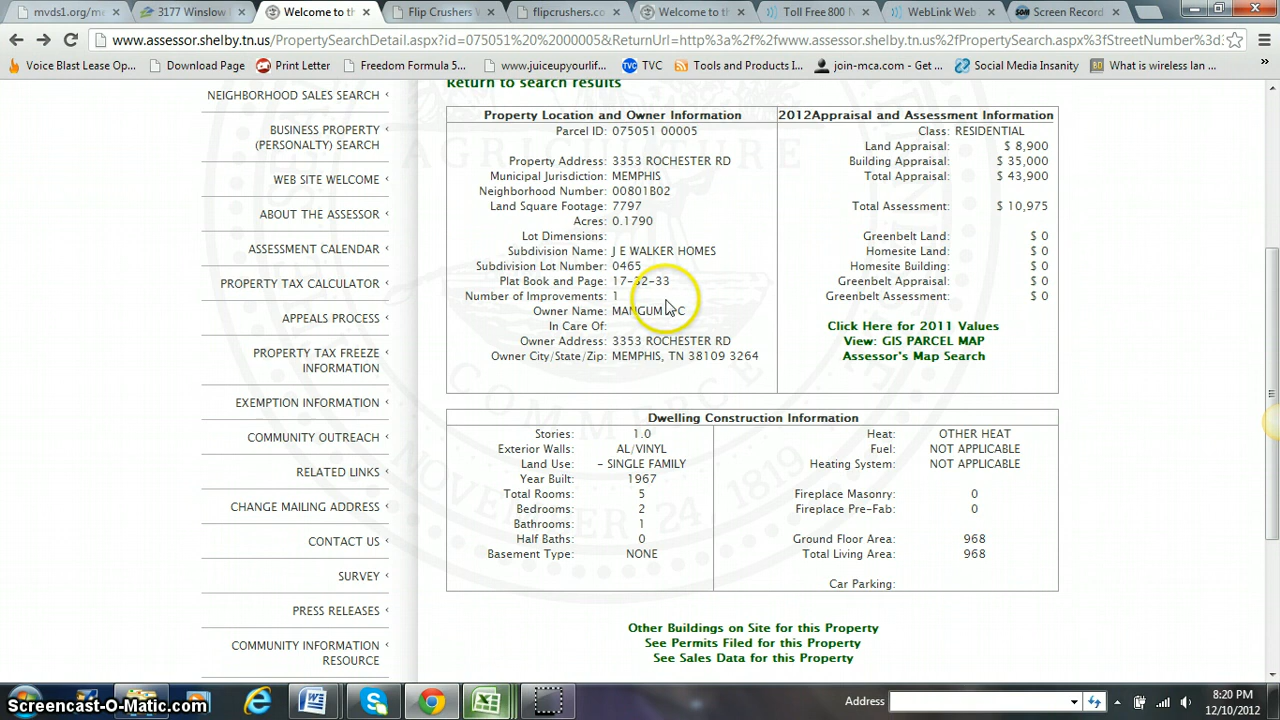 mvds1.org/me
3177 Winslow
Welcome to th
Flip Crushers
flipcrushers.co
Welcome to th
Toll Free 800 N
WebLink Web
Screen Record
www.assessor.shelby.tn.us/PropertySearchDetail.aspx?id=075051%20%2000005&ReturnUrl=http%3a%2f%2fwww.assessor.shelby.tn.us%2fPropertySearch.aspx%3fStreetNumber%3d
Voice Blast Lease Op...
Download Page
Print Letter
Freedom Formula 5...
www.juiceupyourlif...
TVC
Tools and Products I...
join-mca.com - Get ...
Social Media Insanity
What is wireless lan ...
Return to search results
NEIGHBORHOOD SALES SEARCH
BUSINESS PROPERTY
(PERSONALTY) SEARCH
WEB SITE WELCOME
ABOUT THE ASSESSOR
ASSESSMENT CALENDAR
PROPERTY TAX CALCULATOR
APPEALS PROCESS
PROPERTY TAX FREEZE
INFORMATION
EXEMPTION INFORMATION
COMMUNITY OUTREACH
RELATED LINKS
CHANGE MAILING ADDRESS
CONTACT US
SURVEY
PRESS RELEASES
COMMUNITY INFORMATION
RESOURCE
Property Location and Owner Information
Parcel ID: 075051 00005
Property Address: 3353 ROCHESTER RD
Municipal Jurisdiction: MEMPHIS
Neighborhood Number: 00801B02
Land Square Footage: 7797
Acres: 0.1790
Lot Dimensions:
Subdivision Name: J E WALKER HOMES
Subdivision Lot Number: 0465
Plat Book and Page: 17-32-33
Number of Improvements: 1
Owner Name: MANGUM C
In Care Of:
Owner Address: 3353 ROCHESTER RD
Owner City/State/Zip: MEMPHIS, TN 38109 3264
2012Appraisal and Assessment Information
Class: RESIDENTIAL
Land Appraisal: $ 8,900
Building Appraisal: $ 35,000
Total Appraisal: $ 43,900
Total Assessment: $ 10,975
Greenbelt Land: $ 0
Homesite Land: $ 0
Homesite Building: $ 0
Greenbelt Appraisal: $ 0
Greenbelt Assessment: $ 0
Click Here for 2011 Values
View: GIS PARCEL MAP
Assessor's Map Search
Dwelling Construction Information
Stories: 1.0
Exterior Walls: AL/VINYL
Land Use: - SINGLE FAMILY
Year Built: 1967
Total Rooms: 5
Bedrooms: 2
Bathrooms: 1
Half Baths: 0
Basement Type: NONE
Heat: OTHER HEAT
Fuel: NOT APPLICABLE
Heating System: NOT APPLICABLE
Fireplace Masonry: 0
Fireplace Pre-Fab: 0
Ground Floor Area: 968
Total Living Area: 968
Car Parking:
Other Buildings on Site for this Property
See Permits Filed for this Property
See Sales Data for this Property
AGRICULTURE
COMMERCE
NOVEMBER 24 1819
Screencast-O-Matic.com
Address
8:20 PM
12/10/2012